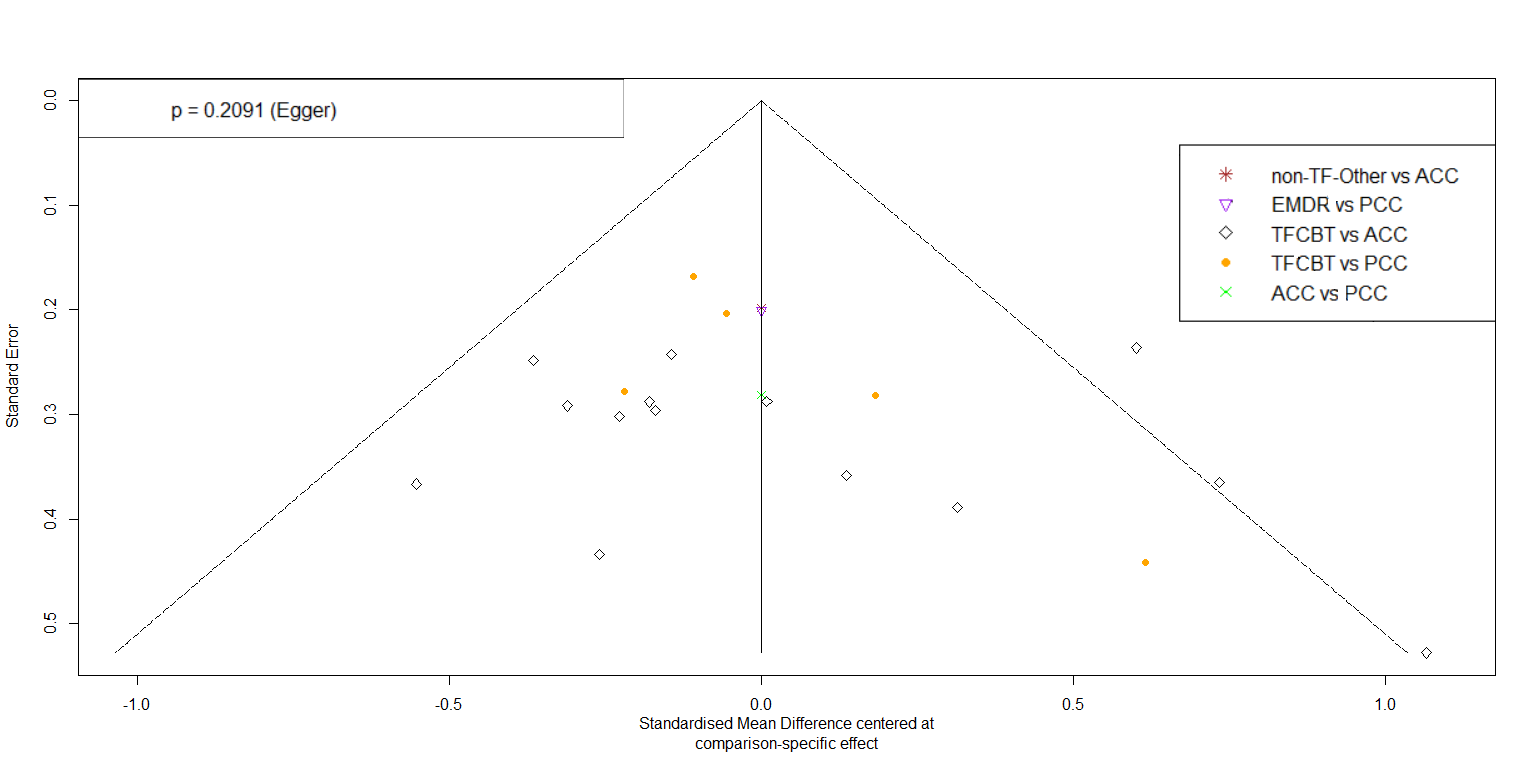 p = 0.2091 (Egger)
non-TF-Other vs ACC
EMDR vs PCC
TFCBT vs ACC
TFCBT vs PCC
ACC vs PCC
Standard Error
0.0
0.1
0.2
0.3
0.4
0.5
-1.0
-0.5
0.0
0.5
1.0
Standardised Mean Difference centered at
comparison-specific effect